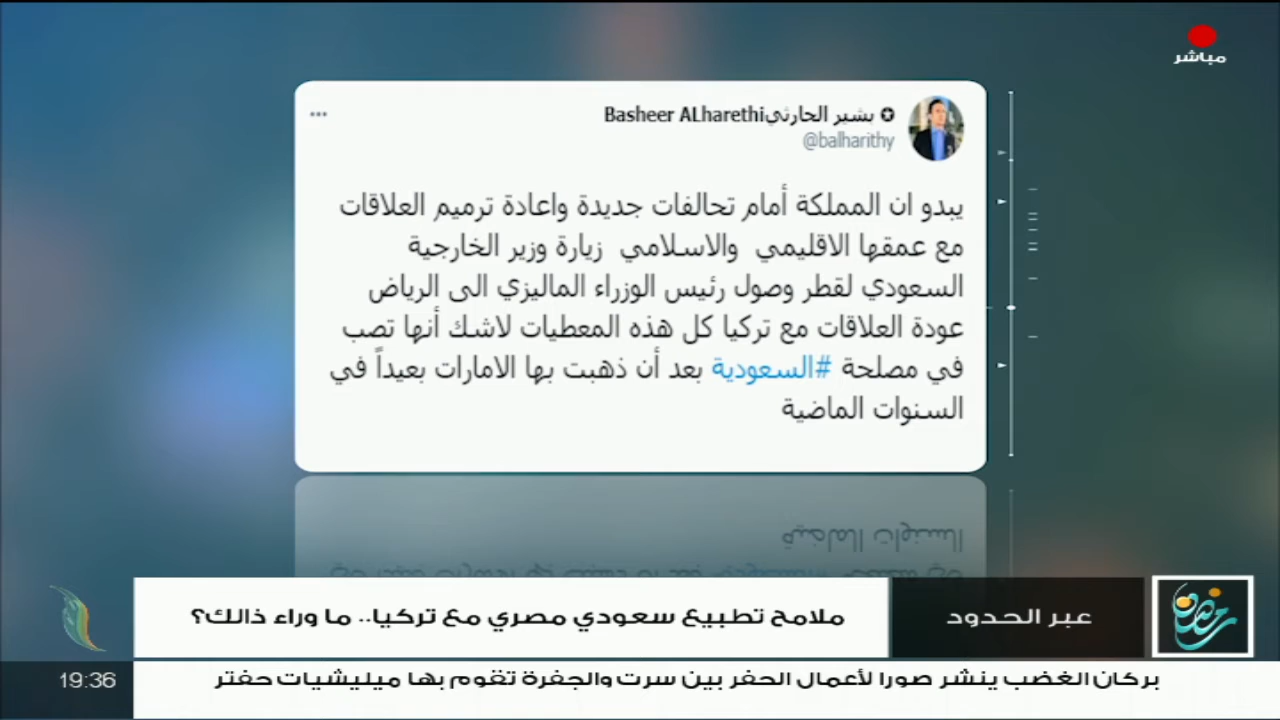 مباشر
✪ بشير الحارثيBasheer ALharethi
@balharithy
يبدو ان المملكة أمام تحالفات جديدة واعادة ترميم العلاقات
مع عمقها الاقليمي والاسلامي زيارة وزير الخارجية
السعودي لقطر وصول رئيس الوزراء الماليزي الى الرياض
عودة العلاقات مع تركيا كل هذه المعطيات لاشك أنها تصب
في مصلحة #السعودية بعد أن ذهبت بها الامارات بعيداً في
السنوات الماضية
رمضان
عبر الحدود
ملامح تطبيع سعودي مصري مع تركيا.. ما وراء ذالك؟
بركان الغضب ينشر صورا لأعمال الحفر بين سرت والجفرة تقوم بها ميليشيات حفتر
19:36